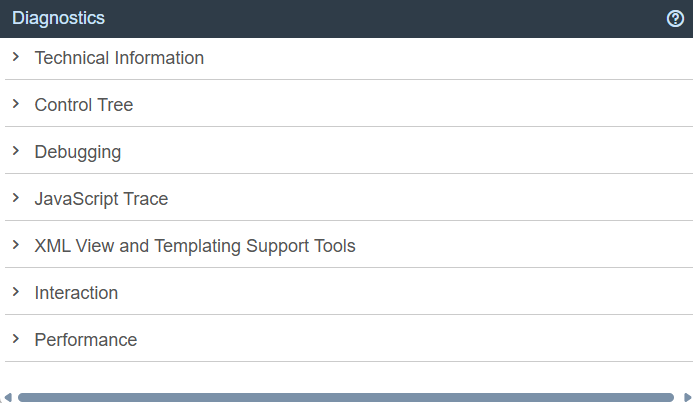 Diagnostics
Technical Information
Control Tree
Debugging
JavaScript Trace
XML View and Templating Support Tools
Interaction
Performance